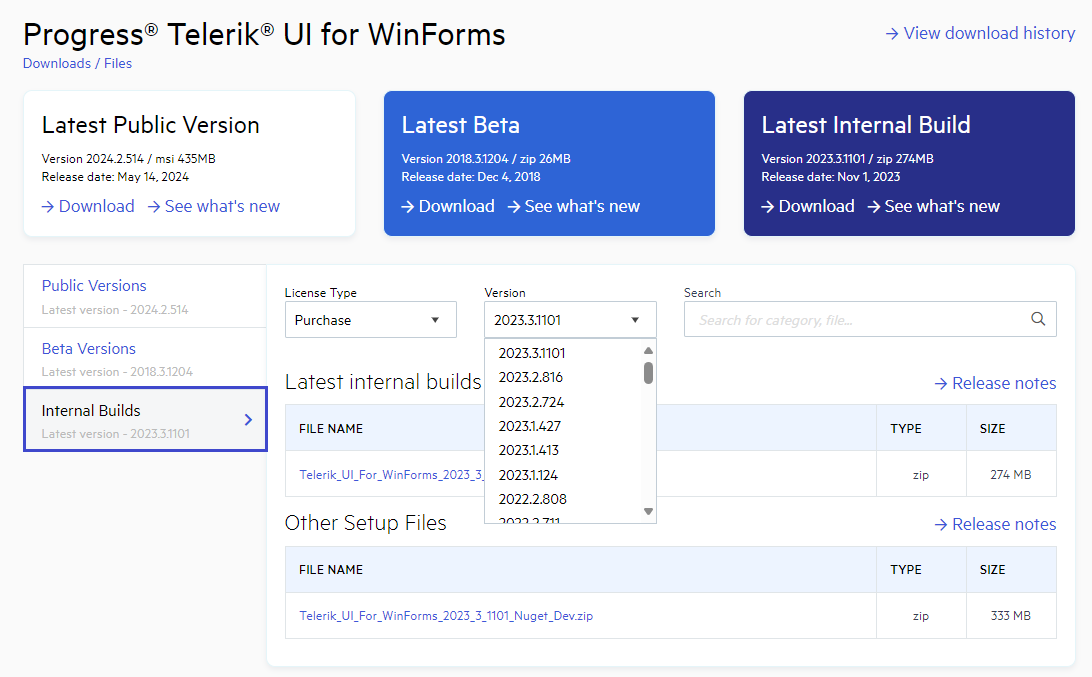 Progress® Telerik® UI for WinForms
→ View download history
Downloads / Files
Latest Public Version
Version 2024.2.514 / msi 435MB
Release date: May 14, 2024
→ Download → See what's new
Latest Beta
Version 2018.3.1204 / zip 26MB
Release date: Dec 4, 2018
→ Download → See what's new
Latest Internal Build
Version 2023.3.1101 / zip 274MB
Release date: Nov 1, 2023
→ Download → See what's new
Public Versions
Latest version - 2024.2.514
Beta Versions
Latest version - 2018.3.1204
Internal Builds
Latest version - 2023.3.1101
License Type
Purchase
Version
2023.3.1101
Search
Search for category, file...
2023.3.1101
2023.2.816
2023.2.724
2023.1.427
2023.1.413
2023.1.124
2022.2.808
2022.2.711
Latest internal builds
→ Release notes
FILE NAME TYPE SIZE
Telerik_UI_For_WinForms_2023_3_ zip 274 MB
Other Setup Files
→ Release notes
FILE NAME TYPE SIZE
Telerik_UI_For_WinForms_2023_3_1101_Nuget_Dev.zip zip 333 MB